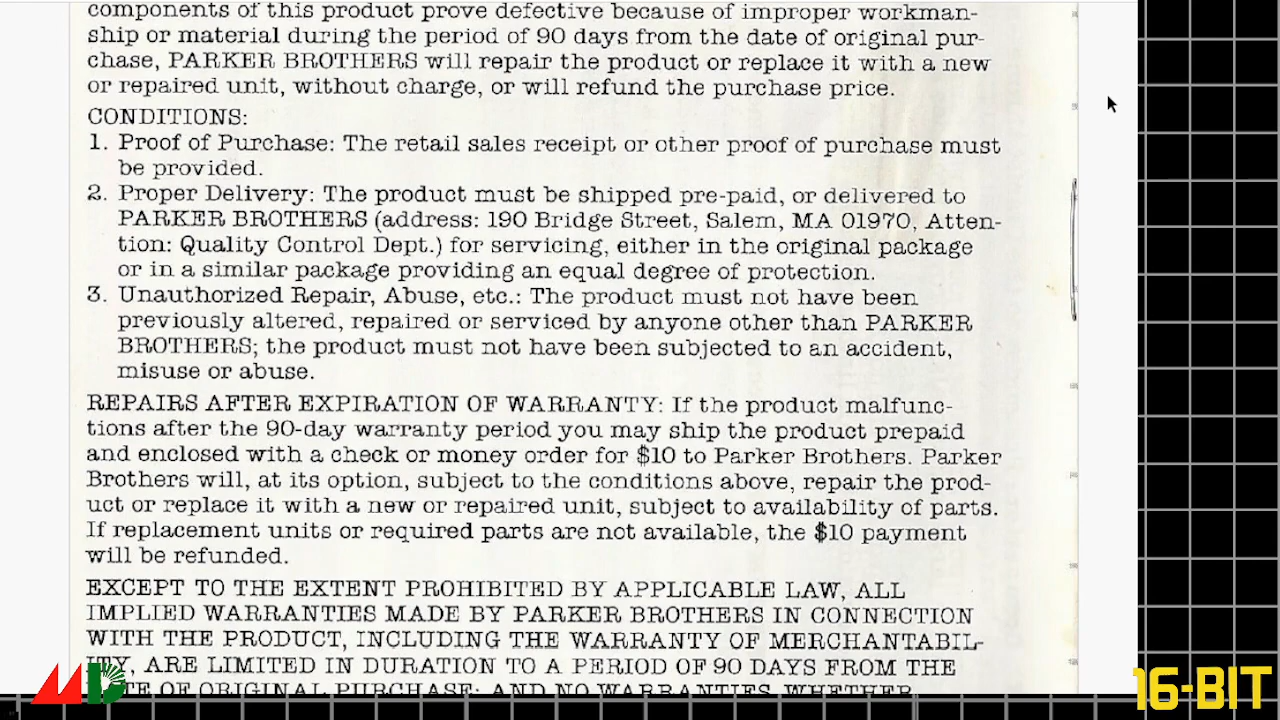 components of this product prove defective because of improper workman-
ship or material during the period of 90 days from the date of original pur-
chase, PARKER BROTHERS will repair the product or replace it with a new
or repaired unit, without charge, or will refund the purchase price.
CONDITIONS:
1. Proof of Purchase: The retail sales receipt or other proof of purchase must
be provided.
2. Proper Delivery: The product must be shipped pre-paid, or delivered to
PARKER BROTHERS (address: 190 Bridge Street, Salem, MA 01970, Atten-
tion: Quality Control Dept.) for servicing, either in the original package
or in a similar package providing an equal degree of protection.
3. Unauthorized Repair, Abuse, etc.: The product must not have been
previously altered, repaired or serviced by anyone other than PARKER
BROTHERS; the product must not have been subjected to an accident,
misuse or abuse.
REPAIRS AFTER EXPIRATION OF WARRANTY: If the product malfunc-
tions after the 90-day warranty period you may ship the product prepaid
and enclosed with a check or money order for $10 to Parker Brothers. Parker
Brothers will, at its option, subject to the conditions above, repair the prod-
uct or replace it with a new or repaired unit, subject to availability of parts.
If replacement units or required parts are not available, the $10 payment
will be refunded.
EXCEPT TO THE EXTENT PROHIBITED BY APPLICABLE LAW, ALL
IMPLIED WARRANTIES MADE BY PARKER BROTHERS IN CONNECTION
WITH THE PRODUCT, INCLUDING THE WARRANTY OF MERCHANTABIL-
ITY, ARE LIMITED IN DURATION TO A PERIOD OF 90 DAYS FROM THE
OF ORIGINAL PURCHASE; AND NO WARRANTIES, WHETHER
MD
16-BIT